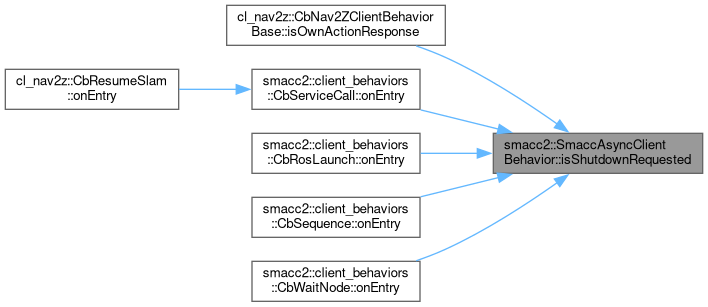 cl_nav2z::CbNav2ZClientBehavior
Base::isOwnActionResponse
cl_nav2z::CbResumeSlam
::onEntry
smacc2::client_behaviors
::CbServiceCall::onEntry
smacc2::client_behaviors
::CbRosLaunch::onEntry
smacc2::SmaccAsyncClient
Behavior::isShutdownRequested
smacc2::client_behaviors
::CbSequence::onEntry
smacc2::client_behaviors
::CbWaitNode::onEntry